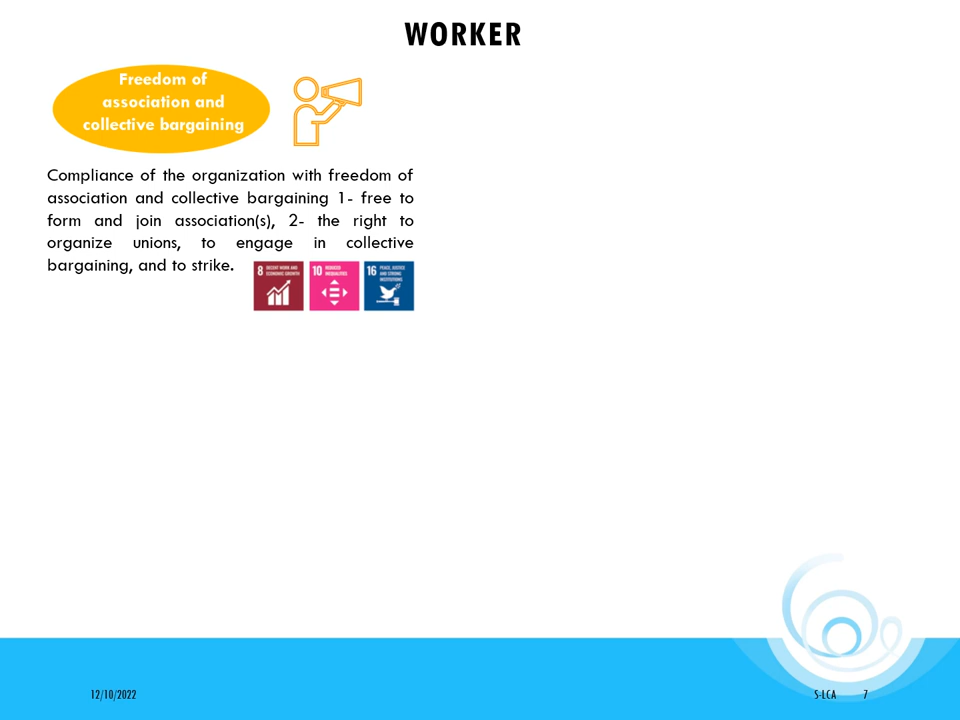 WORKER
Freedom of
association and
collective bargaining
Compliance of the organization with freedom of
association and collective bargaining 1- free to
form and join association(s), 2- the right to
organize unions, to engage in collective
bargaining, and to strike.
8 DECENT WORK AND
ECONOMIC GROWTH
10 REDUCED
INEQUALITIES
16 PEACE, JUSTICE
AND STRONG
INSTITUTIONS
12/10/2022
S-LCA 7